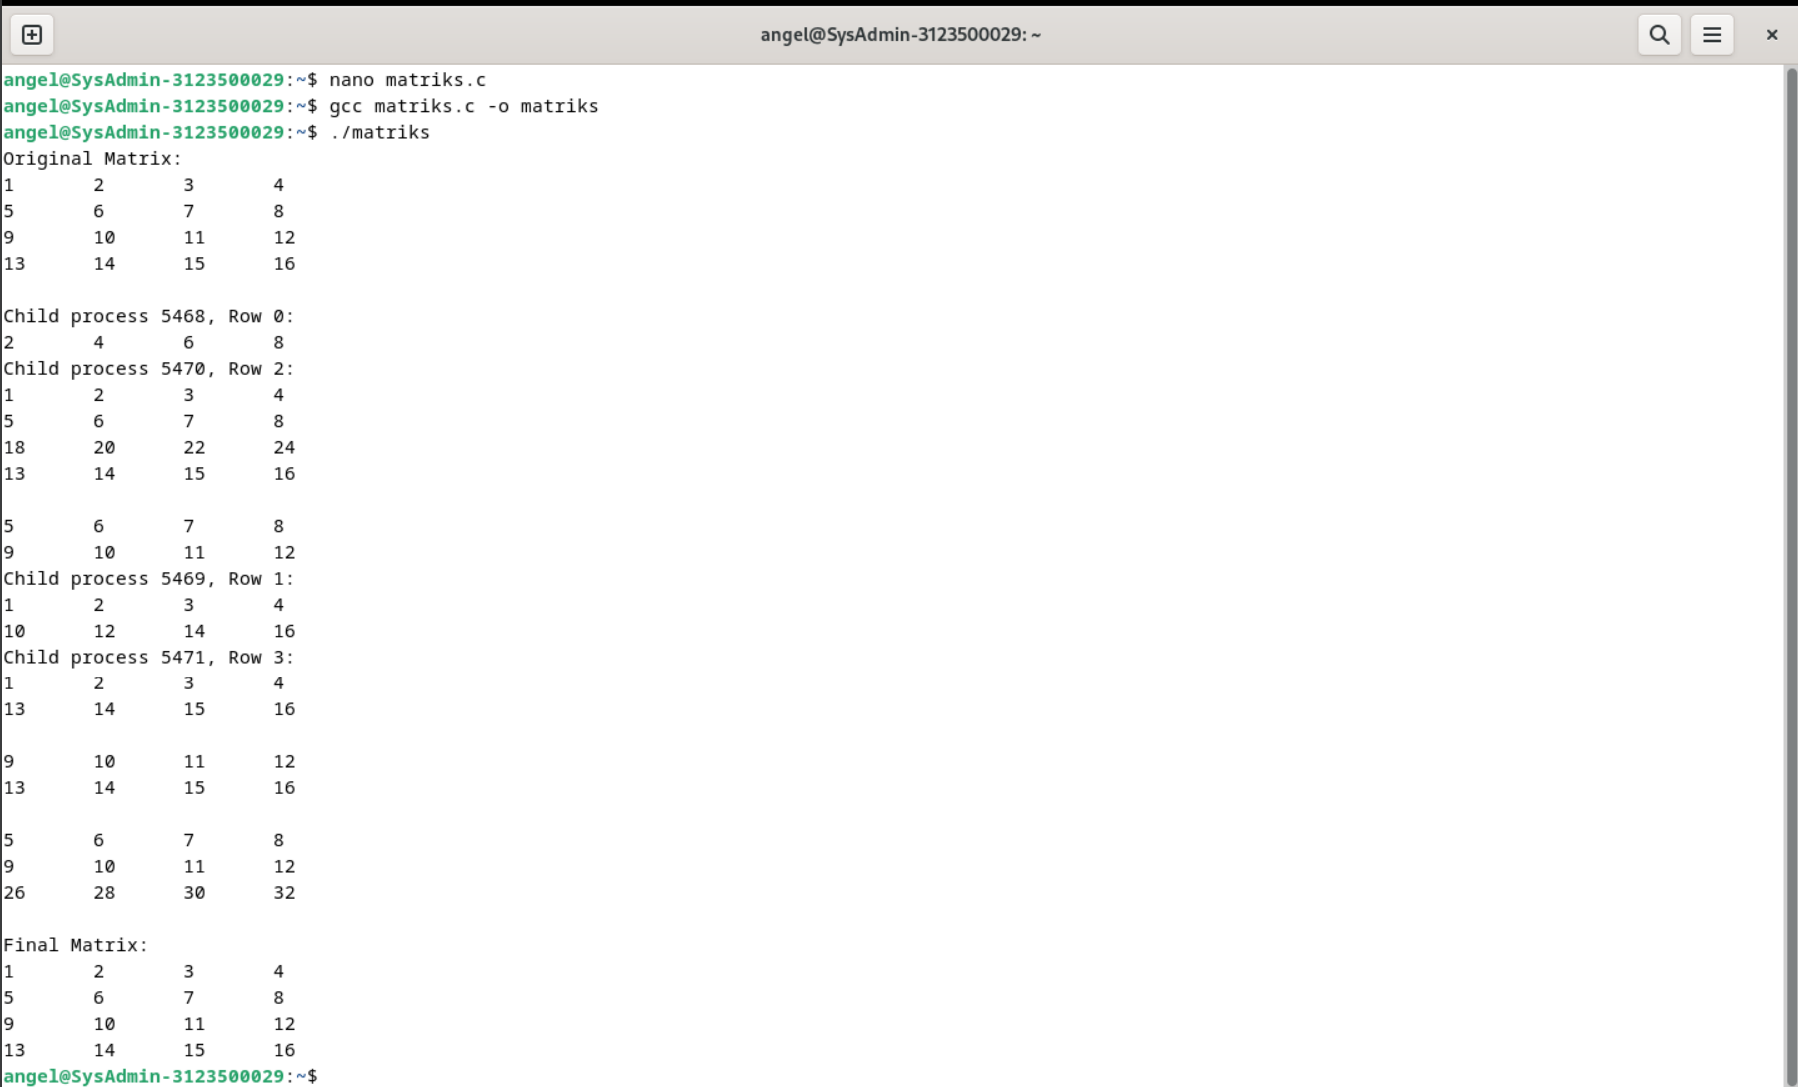 angel@SysAdmin-3123500029: ~
angel@SysAdmin-3123500029:~$ nano matriks.c
angel@SysAdmin-3123500029:~$ gcc matriks.c -o matriks
angel@SysAdmin-3123500029:~$ ./matriks
Original Matrix:
1 2 3 4
5 6 7 8
9 10 11 12
13 14 15 16
Child process 5468, Row 0:
2 4 6 8
Child process 5470, Row 2:
1 2 3 4
5 6 7 8
18 20 22 24
13 14 15 16
5 6 7 8
9 10 11 12
Child process 5469, Row 1:
1 2 3 4
10 12 14 16
Child process 5471, Row 3:
1 2 3 4
13 14 15 16
9 10 11 12
13 14 15 16
5 6 7 8
9 10 11 12
26 28 30 32
Final Matrix:
1 2 3 4
5 6 7 8
9 10 11 12
13 14 15 16
angel@SysAdmin-3123500029:~$